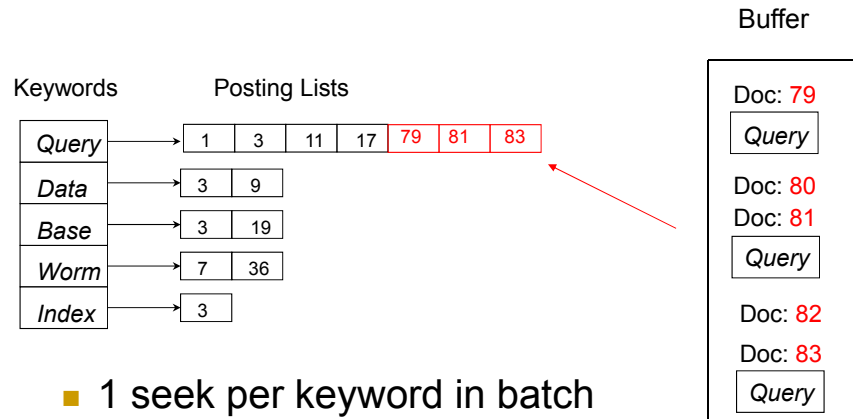 Buffer
Keywords Posting Lists
Query 1 3 11 17 79 81 83
Data 3 9
Base 3 19
Worm 7 36
Index 3
Doc: 79
Query
Doc: 80
Doc: 81
Query
Doc: 82
Doc: 83
Query
1 seek per keyword in batch